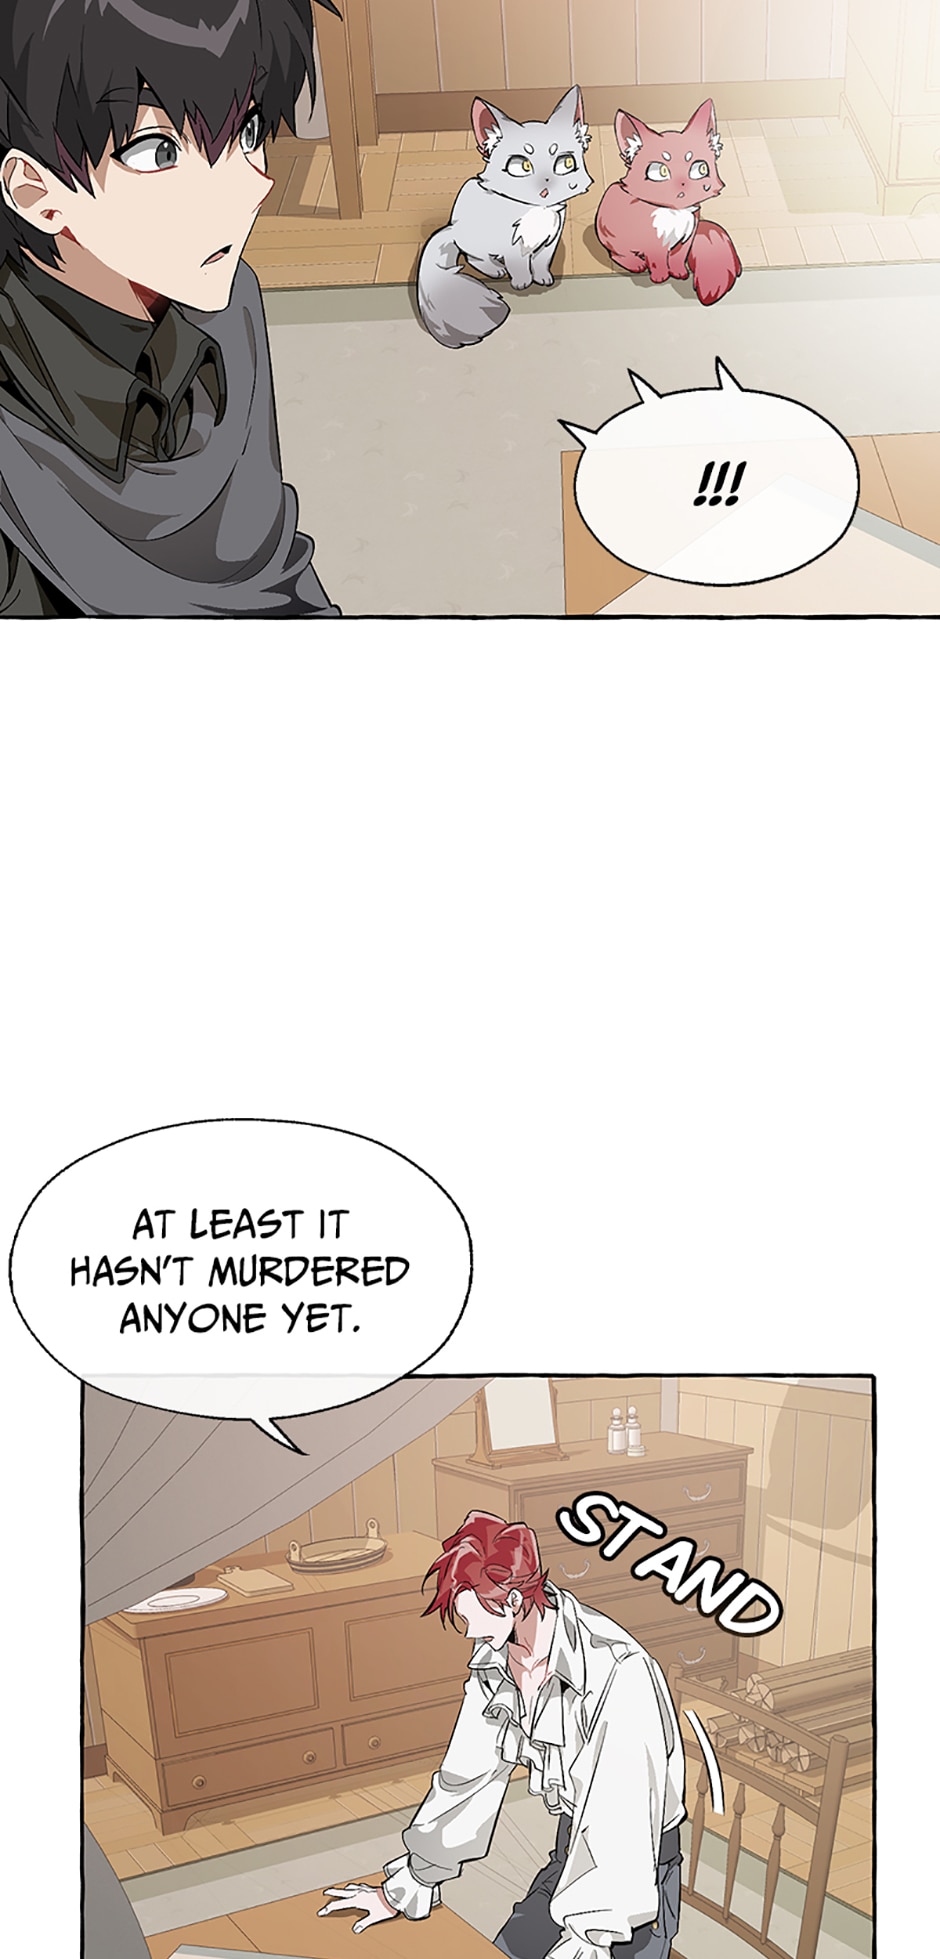 !!!
AT LEAST IT
HASN'T MURDERED
ANYONE YET.
STAND